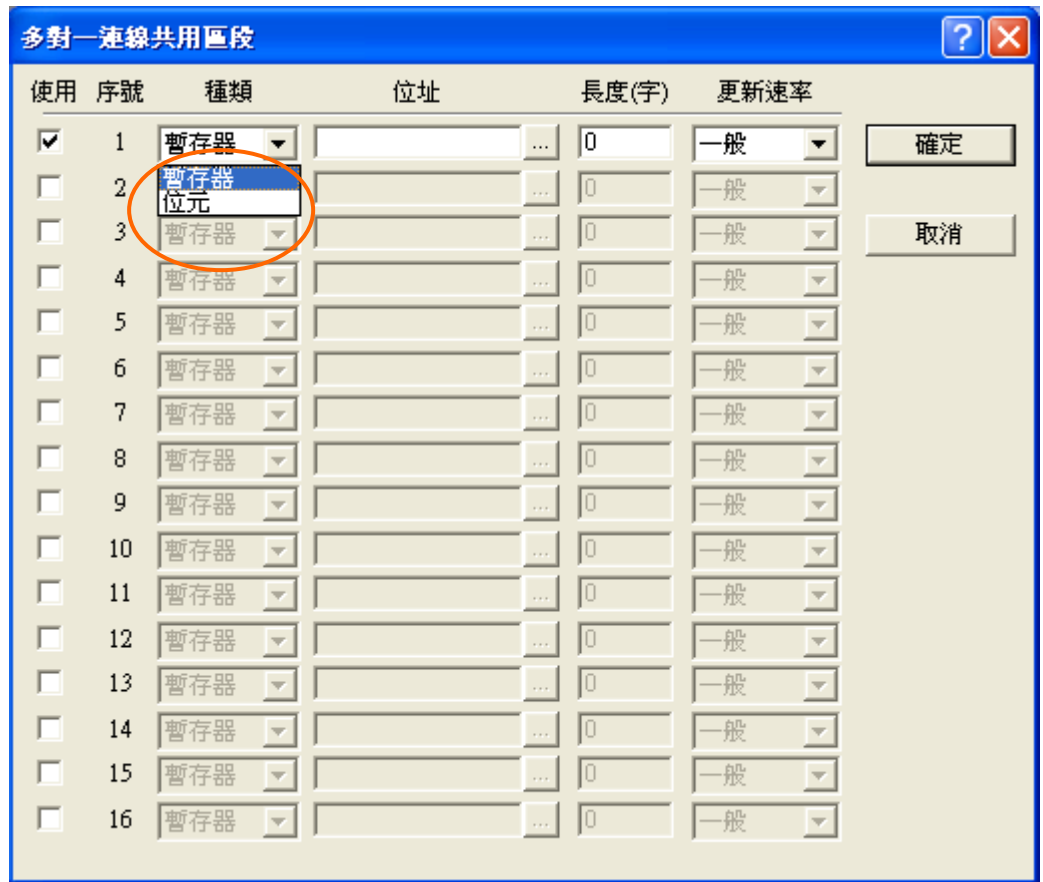 多對一連線共用區段
使用 序號 種類 位址 長度(字) 更新速率
1 暫存器 ... 0 一般 確定
暫存器
位元
2 ... 0 一般
3 暫存器 ... 0 一般 取消
4 暫存器 ... 0 一般
5 暫存器 ... 0 一般
6 暫存器 ... 0 一般
7 暫存器 ... 0 一般
8 暫存器 ... 0 一般
9 暫存器 ... 0 一般
10 暫存器 ... 0 一般
11 暫存器 ... 0 一般
12 暫存器 ... 0 一般
13 暫存器 ... 0 一般
14 暫存器 ... 0 一般
15 暫存器 ... 0 一般
16 暫存器 ... 0 一般